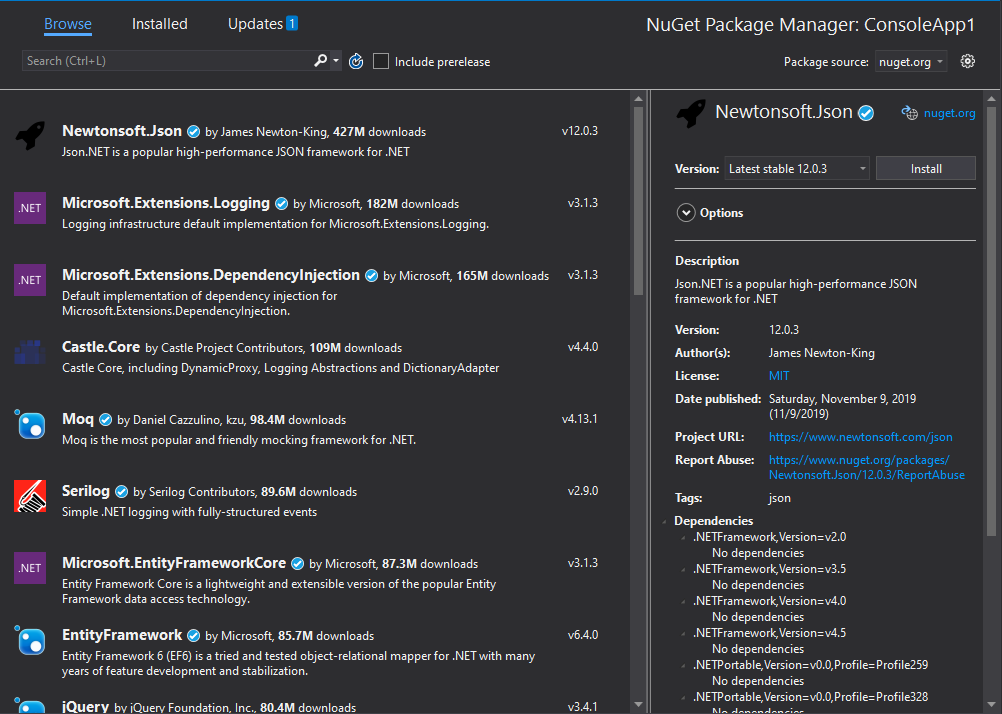 Browse Installed Updates 1 NuGet Package Manager: ConsoleApp1
Search (Ctrl+L) Include prerelease Package source: nuget.org
Newtonsoft.Json by James Newton-King, 427M downloads v12.0.3
Json.NET is a popular high-performance JSON framework for .NET
.NET Microsoft.Extensions.Logging by Microsoft, 182M downloads v3.1.3
Logging infrastructure default implementation for Microsoft.Extensions.Logging.
.NET Microsoft.Extensions.DependencyInjection by Microsoft, 165M downloads v3.1.3
Default implementation of dependency injection for
Microsoft.Extensions.DependencyInjection.
Castle.Core by Castle Project Contributors, 109M downloads v4.4.0
Castle Core, including DynamicProxy, Logging Abstractions and DictionaryAdapter
Moq by Daniel Cazzulino, kzu, 98.4M downloads v4.13.1
Moq is the most popular and friendly mocking framework for .NET.
Serilog by Serilog Contributors, 89.6M downloads v2.9.0
Simple .NET logging with fully-structured events
.NET Microsoft.EntityFrameworkCore by Microsoft, 87.3M downloads v3.1.3
Entity Framework Core is a lightweight and extensible version of the popular Entity
Framework data access technology.
EntityFramework by Microsoft, 85.7M downloads v6.4.0
Entity Framework 6 (EF6) is a tried and tested object-relational mapper for .NET with many
years of feature development and stabilization.
jQuery by jQuery Foundation, Inc., 80.4M downloads v3.4.1
Newtonsoft.Json nuget.org
Version: Latest stable 12.0.3 Install
Options
Description
Json.NET is a popular high-performance JSON
framework for .NET
Version: 12.0.3
Author(s): James Newton-King
License: MIT
Date published: Saturday, November 9, 2019
(11/9/2019)
Project URL: https://www.newtonsoft.com/json
Report Abuse: https://www.nuget.org/packages/
Newtonsoft.Json/12.0.3/ReportAbuse
Tags: json
Dependencies
.NETFramework,Version=v2.0
No dependencies
.NETFramework,Version=v3.5
No dependencies
.NETFramework,Version=v4.0
No dependencies
.NETFramework,Version=v4.5
No dependencies
.NETPortable,Version=v0.0,Profile=Profile259
No dependencies
.NETPortable,Version=v0.0,Profile=Profile328
No dependencies